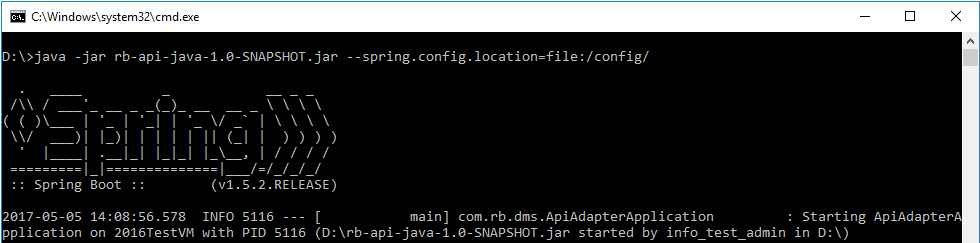 C:\Windows\system32\cmd.exe
D:\>java -jar rb-api-java-1.0-SNAPSHOT.jar --spring.config.location=file:/config/
  .   ____          _            __ _ _
 /\\ / ___'_ __ _ _(_)_ __  __ _ \ \ \ \
( ( )\___ | '_ | '_| | '_ \/ _` | \ \ \ \
 \\/  ___)| |_)| | | | | || (_| |  ) ) ) )
  '  |____| .__|_| |_|_| |_\__, | / / / /
 =========|_|==============|___/=/_/_/_/
 :: Spring Boot ::        (v1.5.2.RELEASE)
2017-05-05 14:08:56.578  INFO 5116 --- [           main] com.rb.dms.ApiAdapterApplication         : Starting ApiAdapterA
pplication on 2016TestVM with PID 5116 (D:\rb-api-java-1.0-SNAPSHOT.jar started by info_test_admin in D:\)